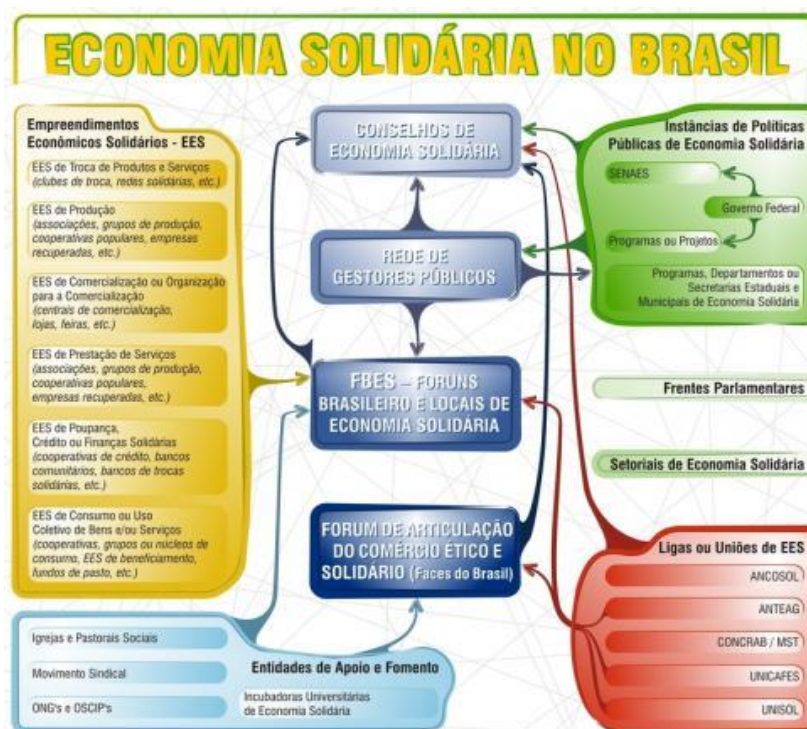 ECONOMIA SOLIDÁRIA NO BRASIL
Empreendimentos
Econômicos Solidários - EES
EES de Troca de Produtos e Serviços
(clubes de troca, redes solidárias, etc.)
EES de Produção
(associações, grupos de produção,
cooperativas populares, empresas
recuperadas, etc.)
EES de Comercialização ou Organização
para a Comercialização
(centrais de comercialização,
lojas, feiras, etc.)
EES de Prestação de Serviços
(associações, grupos de produção,
cooperativas populares,
empresas recuperadas, etc.)
EES de Poupança,
Crédito ou Finanças Solidárias
(cooperativas de crédito, bancos
comunitários, bancos de trocas
solidárias, etc.)
EES de Consumo ou Uso
Coletivo de Bens e/ou Serviços
(cooperativas, grupos ou núcleos de
consumo, EES de beneficiamento,
fundos de pasto, etc.)
CONSELHOS DE
ECONOMIA SOLIDÁRIA
REDE DE
GESTORES PÚBLICOS
FBES – FORUNS
BRASILEIRO E LOCAIS DE
ECONOMIA SOLIDÁRIA
FORUM DE ARTICULAÇÃO
DO COMÉRCIO ÉTICO E
SOLIDÁRIO (Faces do Brasil)
Instâncias de Políticas
Públicas de Economia Solidária
SENAES
Governo Federal
Programas ou Projetos
Programas, Departamentos ou
Secretarias Estaduais e
Municipais de Economia Solidária
Frentes Parlamentares
Setoriais de Economia Solidária
Ligas ou Uniões de EES
ANCOSOL
ANTEAG
CONCRAB / MST
UNICAFES
UNISOL
Igrejas e Pastorais Sociais
Movimento Sindical
ONG's e OSCIP's
Entidades de Apoio e Fomento
Incubadoras Universitárias
de Economia Solidária